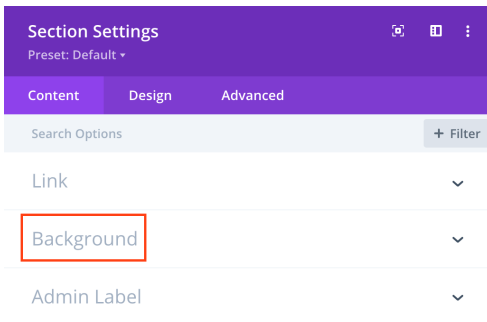 Section Settings
Preset: Default
Content Design Advanced
Search Options + Filter
Link
Background
Admin Label